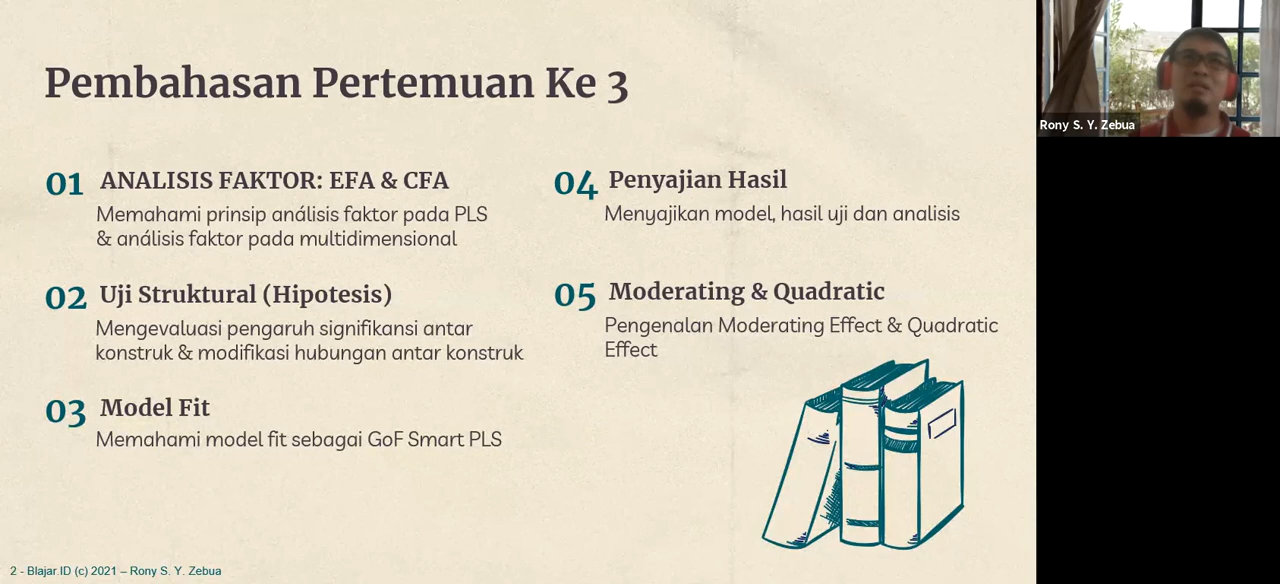 Pembahasan Pertemuan Ke 3
01 ANALISIS FAKTOR: EFA & CFA
Memahami prinsip análisis faktor pada PLS
& análisis faktor pada multidimensional
02 Uji Struktural (Hipotesis)
Mengevaluasi pengaruh signifikansi antar
konstruk & modifikasi hubungan antar konstruk
03 Model Fit
Memahami model fit sebagai GoF Smart PLS
04 Penyajian Hasil
Menyajikan model, hasil uji dan analisis
05 Moderating & Quadratic
Pengenalan Moderating Effect & Quadratic
Effect
2 - Blajar.ID (c) 2021 – Rony S. Y. Zebua
Rony S. Y. Zebua